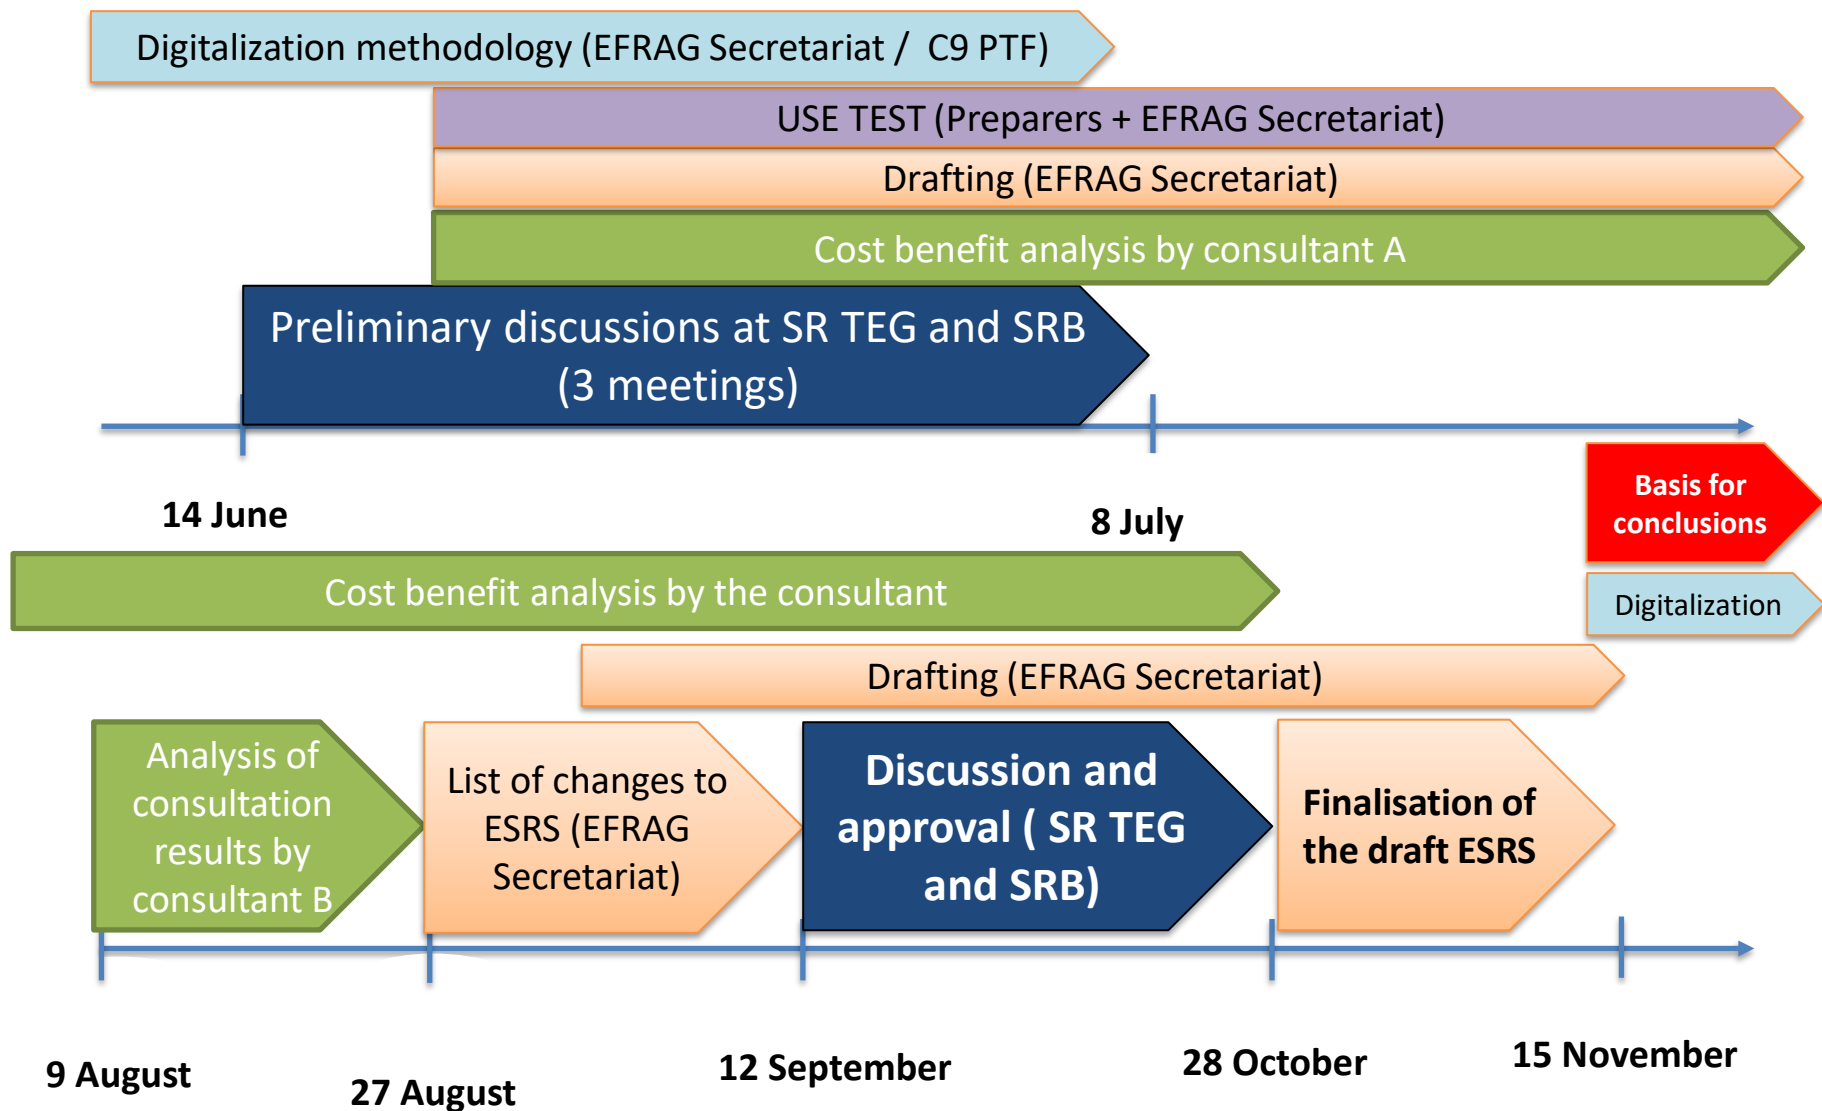 Digitalization methodology (EFRAG Secretariat / C9 PTF)
USE TEST (Preparers + EFRAG Secretariat)
Drafting (EFRAG Secretariat)
Cost benefit analysis by consultant A
Preliminary discussions at SR TEG and SRB
(3 meetings)
14 June
8 July
Basis for
conclusions
Cost benefit analysis by the consultant
Digitalization
Drafting (EFRAG Secretariat)
Analysis of
consultation
results by
consultant B
List of changes to
ESRS (EFRAG
Secretariat)
Discussion and
approval ( SR TEG
and SRB)
Finalisation of
the draft ESRS
9 August
27 August
12 September
28 October
15 November